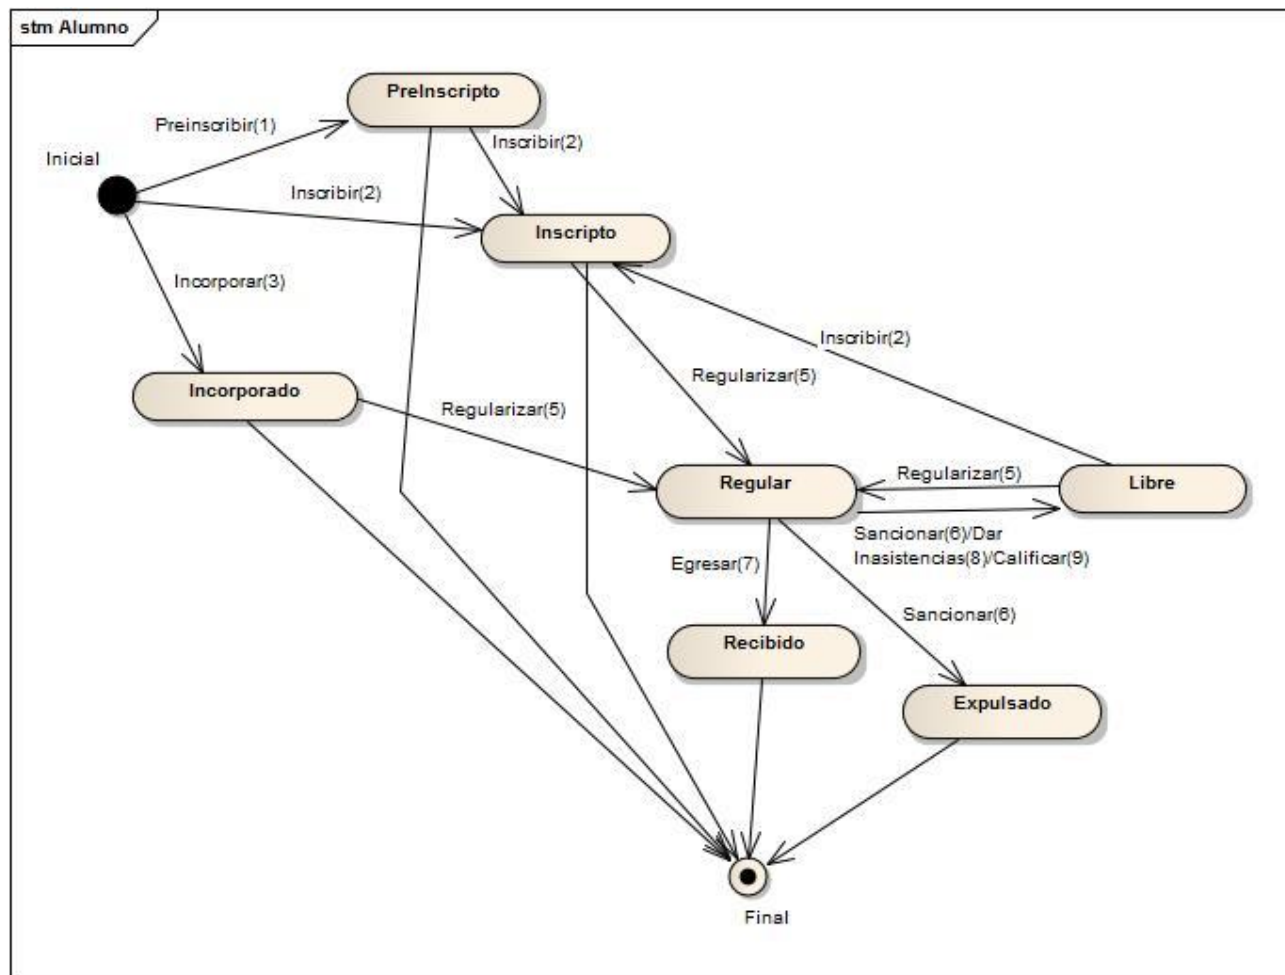 stm Alumno
PreInscripto
Preinscribir(1)
Inscribir(2)
Inicial
Inscribir(2)
Inscripto
Incorporar(3)
Inscribir(2)
Incorporado
Regularizar(5)
Regularizar(5)
Regular
Regularizar(5)
Libre
Sancionar(6)/Dar
Inasistencias(8)/Calificar(9)
Egresar(7)
Sancionar(6)
Recibido
Expulsado
Final